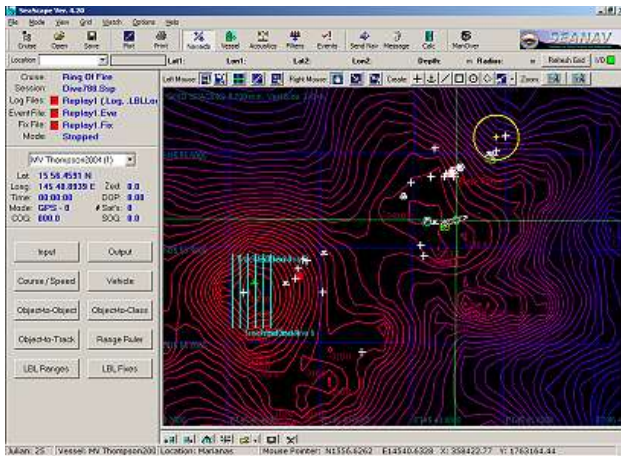 SeaScape Ver. 4.20
File Mode View Grid Watch Options Help
Cruise Open Save Plot Print Navaids Vessel Acoustics Filters Events Send Nav Message Calc ManOver
SEANAV
Location Lat1: Lon1: Lat2: Lon2: Depth: m Radius: m Refresh Grid I/O
Left Mouse Right Mouse Create Zoom
Cruise: Ring Of Fire
Session: Dive788.Ssp
Log Files: Replay1 (.Log, .LBLLo
Event File: Replay1.Eve
Fix File: Replay1.Fix
Mode: Stopped
MV Thompson2004 (1)
Lat: 15 56.4591 N
Long: 145 40.8939 E Zed: 0.0
Time: 00:00:00 DOP: 0.00
Mode: GPS - 0 # Sat's: 0
COG: 000.0 SOG: 0.0
Input Output
Course / Speed Vehicle
Object-to-Object Object-to-Class
Object-to-Track Range Ruler
LBL Ranges LBL Fixes
Julian: 25 Vessel: MV Thompson200 Location: Marianas Mouse Pointer: N1556.6262 E14540.6328 X: 358422.77 Y: 1763164.44